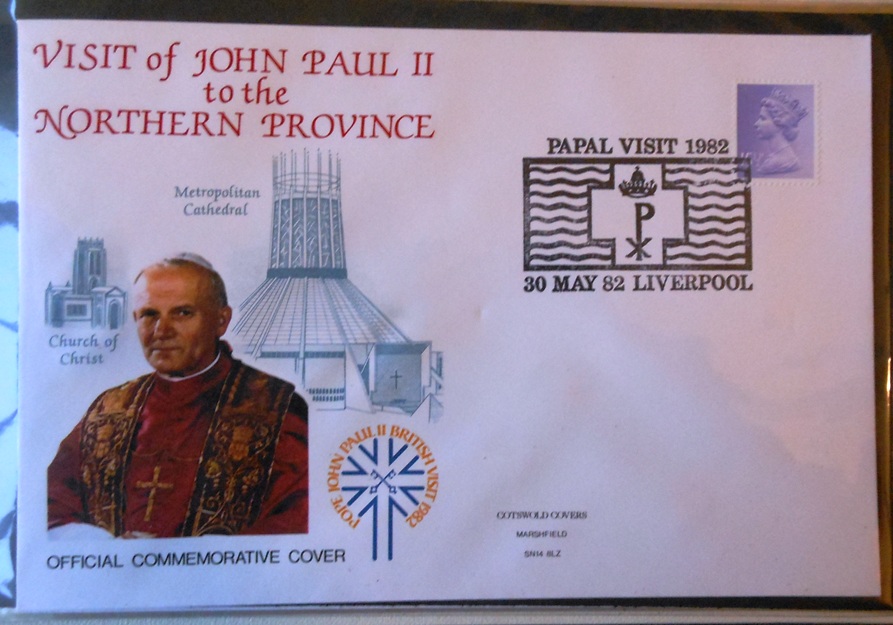 VISIT of JOHN PAUL II
to the
NORTHERN PROVINCE
Metropolitan
Cathedral
Church of
Christ
PAPAL VISIT 1982
30 MAY 82 LIVERPOOL
POPE JOHN PAUL II BRITISH VISIT 1982
OFFICIAL COMMEMORATIVE COVER
COTSWOLD COVERS
MARSHFIELD
SN14 8LZ